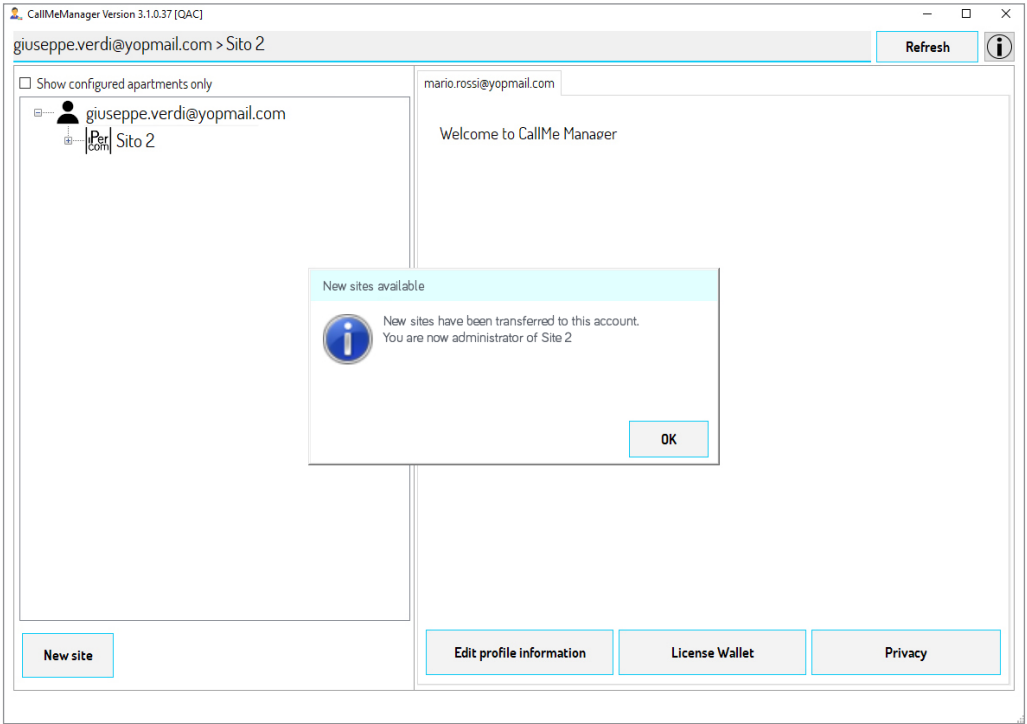 CallMeManager Version 3.1.0.37 [QAC]
giuseppe.verdi@yopmail.com > Sito 2
Refresh
Show configured apartments only
giuseppe.verdi@yopmail.com
iPer
com
Sito 2
mario.rossi@yopmail.com
Welcome to CallMe Manager
New sites available
New sites have been transferred to this account.
You are now administrator of Site 2
OK
New site
Edit profile information
License Wallet
Privacy